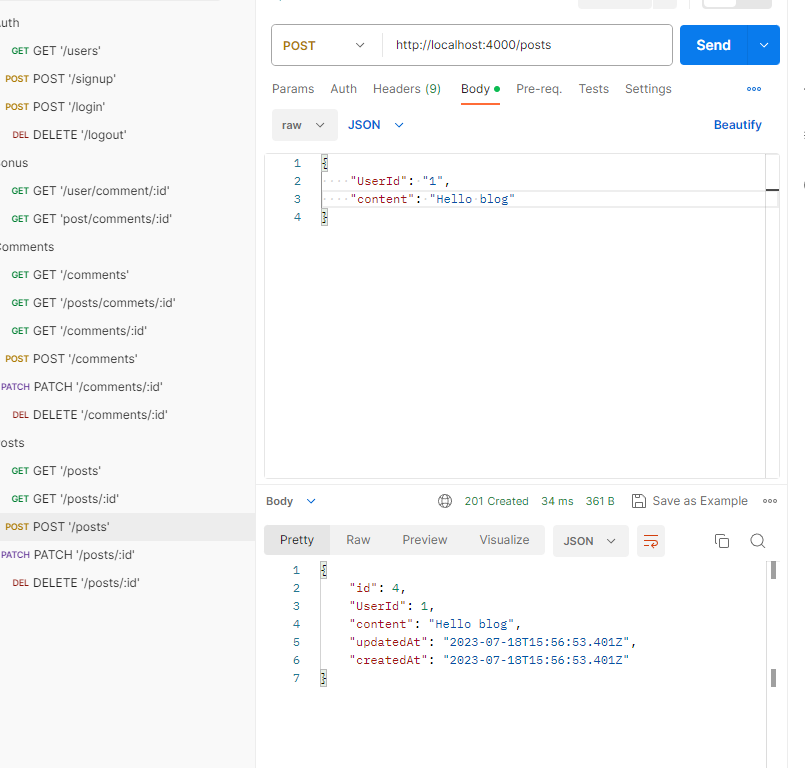 uth
GET GET '/users'
POST POST '/signup'
POST POST '/login'
DEL DELETE '/logout'
onus
GET GET '/user/comment/:id'
GET GET 'post/comments/:id'
omments
GET GET '/comments'
GET GET '/posts/commets/:id'
GET GET '/comments/:id'
POST POST '/comments'
PATCH PATCH '/comments/:id'
DEL DELETE '/comments/:id'
osts
GET GET '/posts'
GET GET '/posts/:id'
POST POST '/posts'
PATCH PATCH '/posts/:id'
DEL DELETE '/posts/:id'
POST http://localhost:4000/posts Send
Params Auth Headers (9) Body Pre-req. Tests Settings
raw JSON Beautify
1 {
2 "UserId": "1",
3 "content": "Hello blog"
4 }
Body 201 Created 34 ms 361 B Save as Example
Pretty Raw Preview Visualize JSON
1 {
2 "id": 4,
3 "UserId": 1,
4 "content": "Hello blog",
5 "updatedAt": "2023-07-18T15:56:53.401Z",
6 "createdAt": "2023-07-18T15:56:53.401Z"
7 }